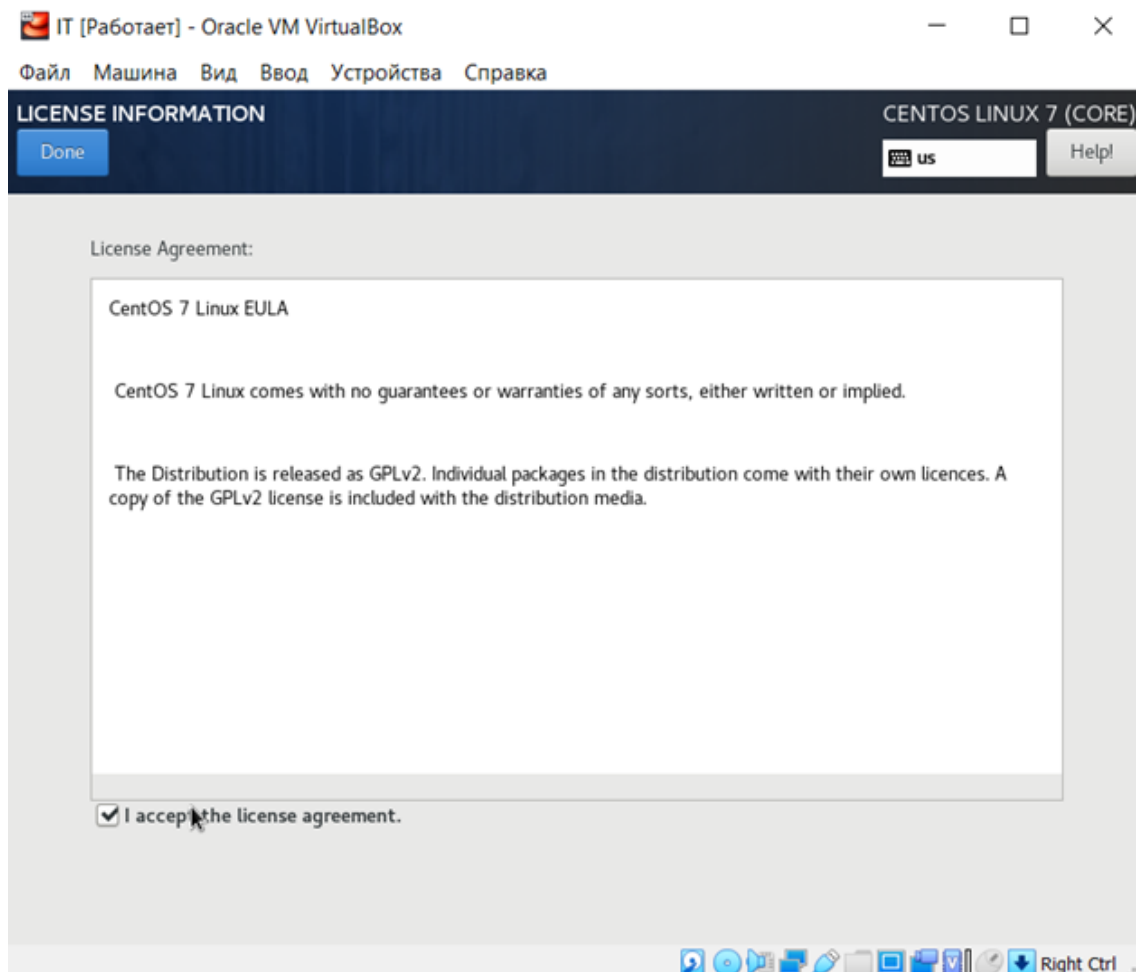 IT [Работает] - Oracle VM VirtualBox
Файл Машина Вид Ввод Устройства Справка
LICENSE INFORMATION
CENTOS LINUX 7 (CORE)
Done
us
Help!
License Agreement:
CentOS 7 Linux EULA
CentOS 7 Linux comes with no guarantees or warranties of any sorts, either written or implied.
The Distribution is released as GPLv2. Individual packages in the distribution come with their own licences. A
copy of the GPLv2 license is included with the distribution media.
I accept the license agreement.
Right Ctrl